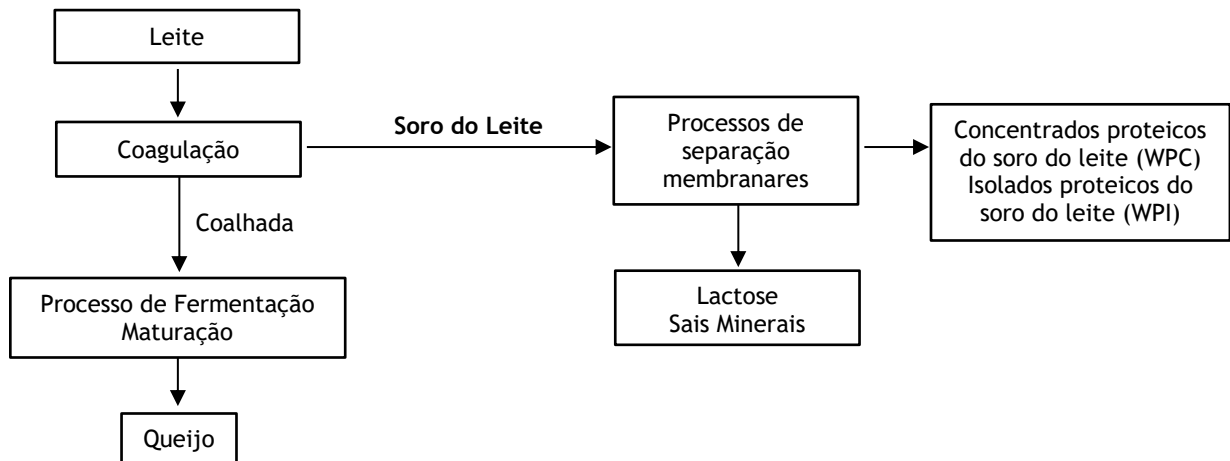 Leite
Coagulação
Soro do Leite
Processos de
separação
membranares
Concentrados proteicos
do soro do leite (WPC)
Isolados proteicos do
soro do leite (WPI)
Coalhada
Processo de Fermentação
Maturação
Lactose
Sais Minerais
Queijo